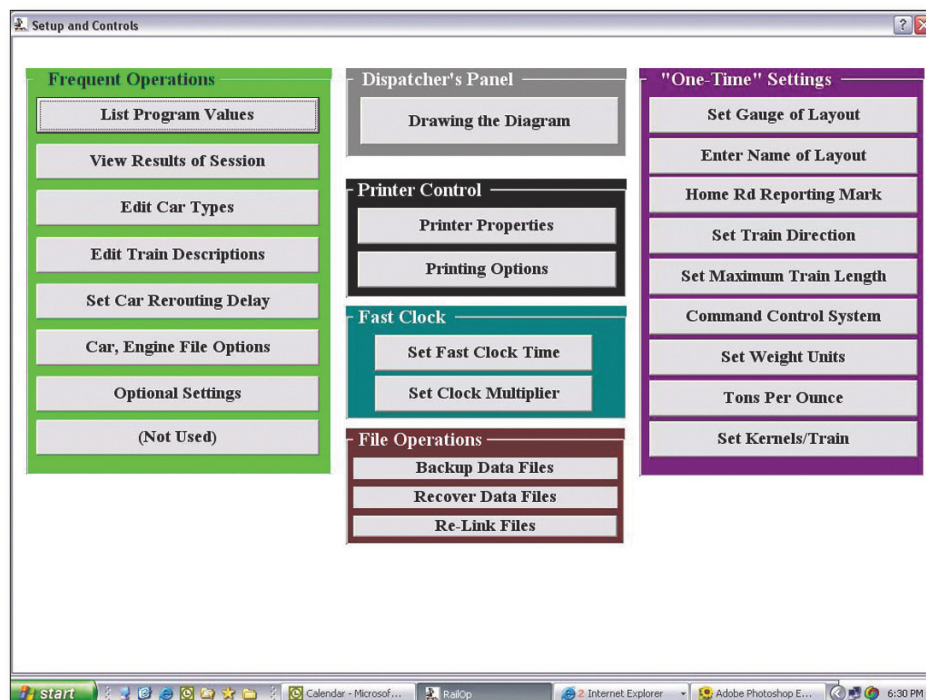 Setup and Controls
Frequent Operations
List Program Values
View Results of Session
Edit Car Types
Edit Train Descriptions
Set Car Rerouting Delay
Car, Engine File Options
Optional Settings
(Not Used)
Dispatcher's Panel
Drawing the Diagram
Printer Control
Printer Properties
Printing Options
Fast Clock
Set Fast Clock Time
Set Clock Multiplier
File Operations
Backup Data Files
Recover Data Files
Re-Link Files
"One-Time" Settings
Set Gauge of Layout
Enter Name of Layout
Home Rd Reporting Mark
Set Train Direction
Set Maximum Train Length
Command Control System
Set Weight Units
Tons Per Ounce
Set Kernels/Train
start
Calendar - Microsof...
RailOp
2 Internet Explorer
Adobe Photoshop E...
6:30 PM